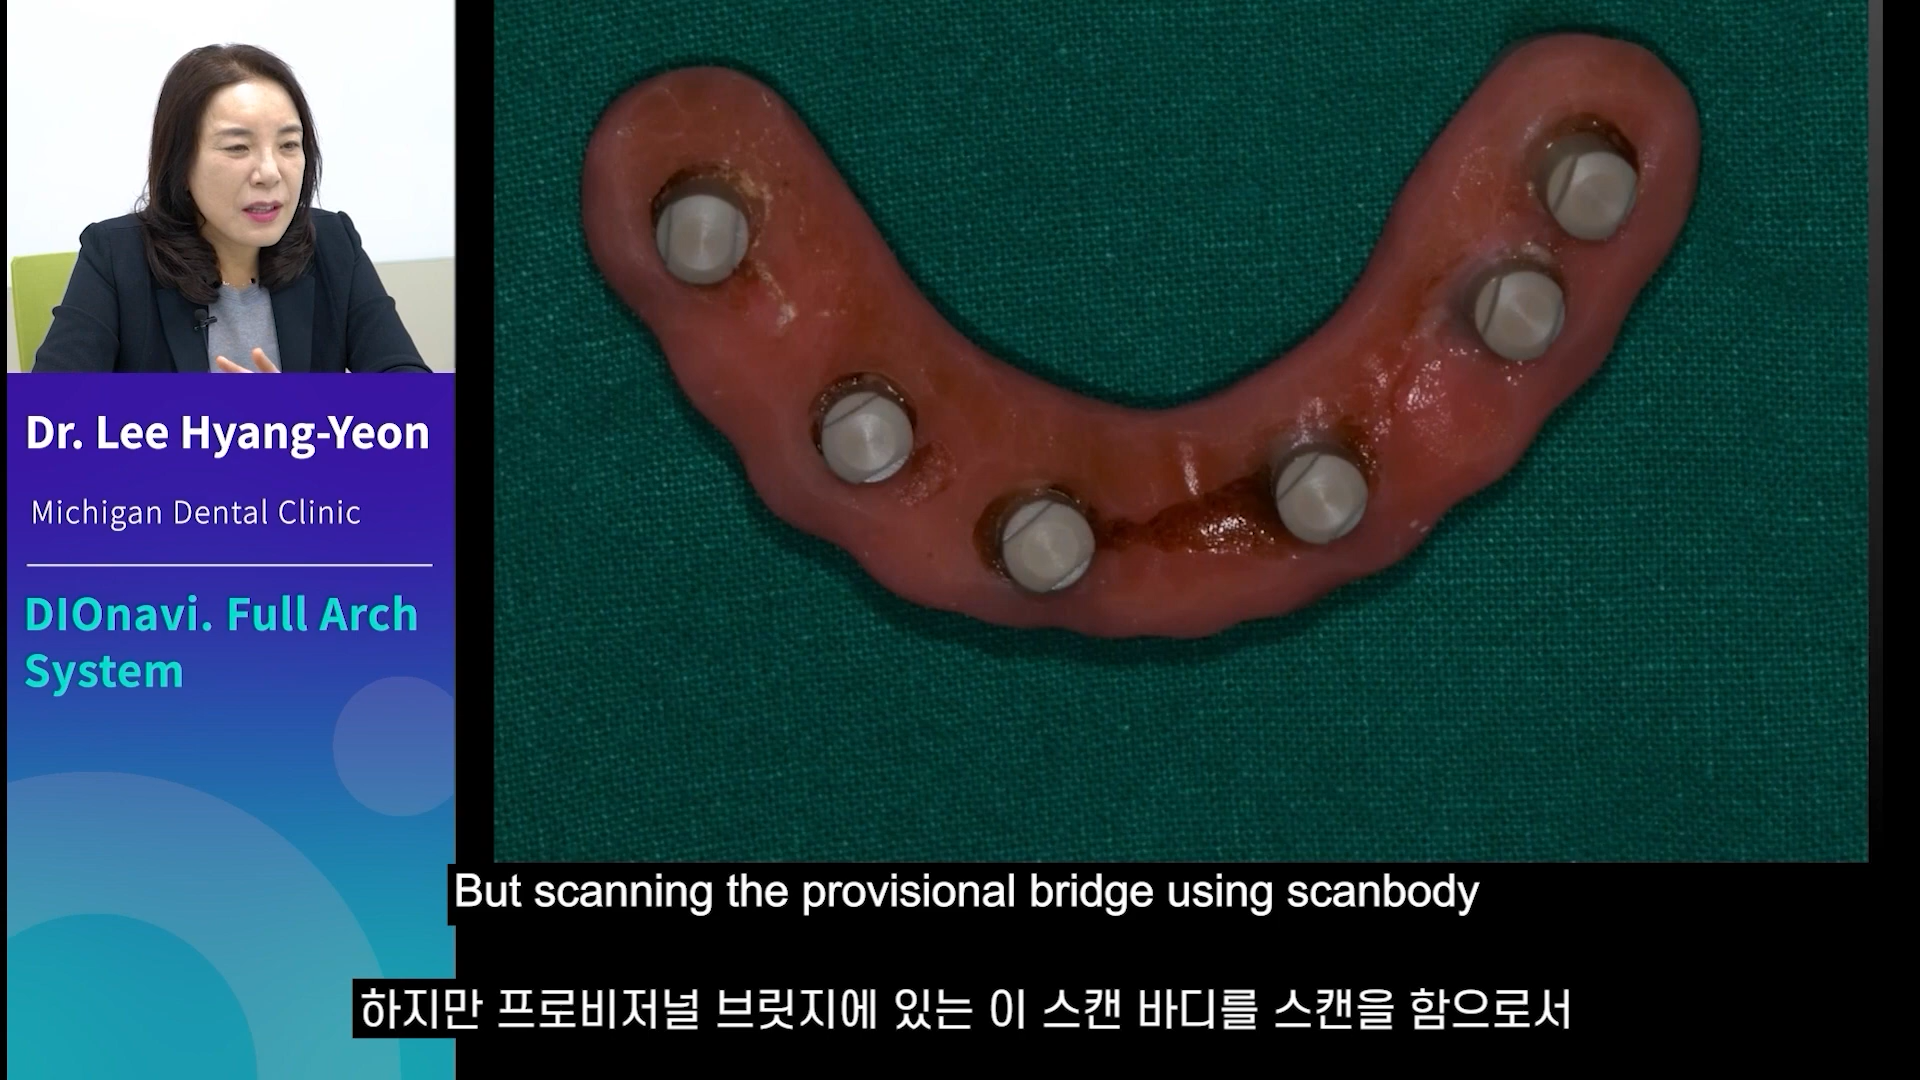 Dr. Lee Hyang-Yeon
Michigan Dental Clinic
DIOnavi. Full Arch
System
But scanning the provisional bridge using scanbody
하지만 프로비저널 브릿지에 있는 이 스캔 바디를 스캔을 함으로서